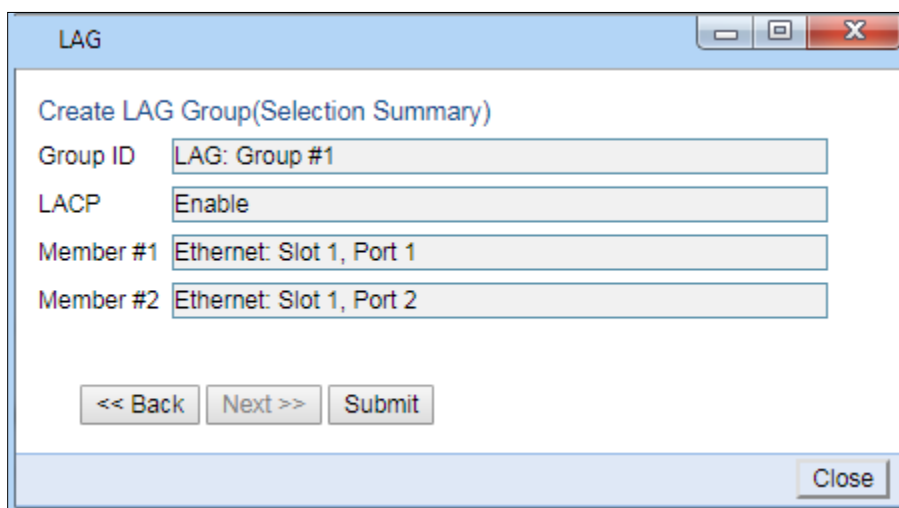 LAG
Create LAG Group(Selection Summary)
Group ID LAG: Group #1
LACP Enable
Member #1 Ethernet: Slot 1, Port 1
Member #2 Ethernet: Slot 1, Port 2
<< Back Next >> Submit
Close